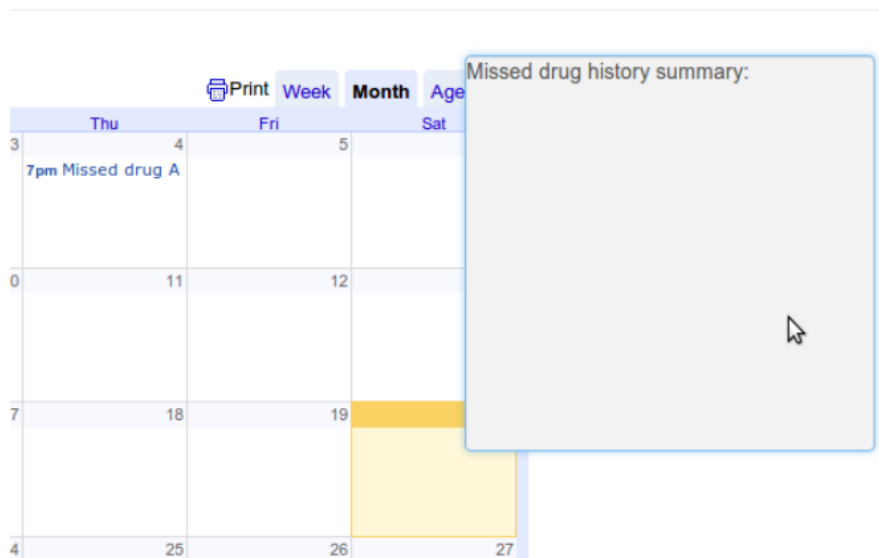 Missed drug history summary:
Print Week Month Age
Thu Fri Sat
3 4 5
7pm Missed drug A
0 11 12
7 18 19
4 25 26 27